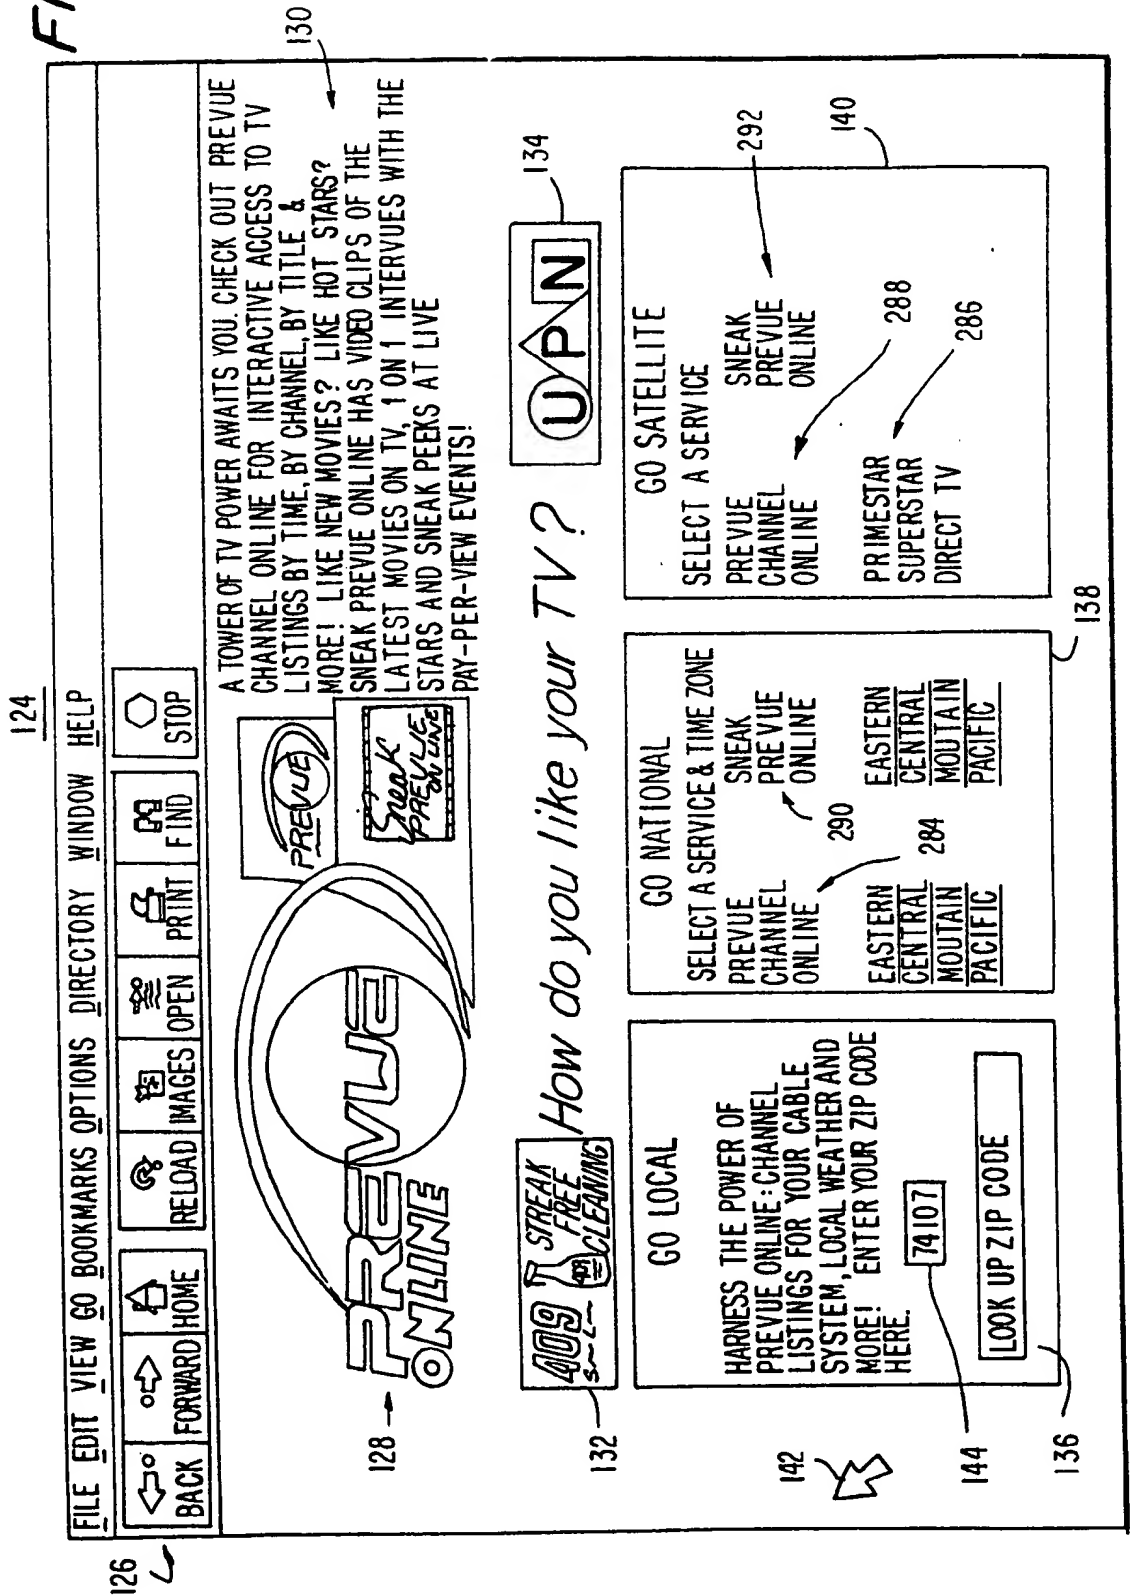 124
FILE EDIT VIEW GO BOOKMARKS OPTIONS DIRECTORY WINDOW HELP
BACK FORWARD HOME RELOAD IMAGES OPEN PRINT FIND STOP
126
128
PREVUE
ONLINE
PREVUE
Sneak
PREVUE
ON LINE
A TOWER OF TV POWER AWAITS YOU. CHECK OUT PREVUE
CHANNEL ONLINE FOR INTERACTIVE ACCESS TO TV
LISTINGS BY TIME, BY CHANNEL, BY TITLE &
MORE! LIKE NEW MOVIES? LIKE HOT STARS?
SNEAK PREVUE ONLINE HAS VIDEO CLIPS OF THE
LATEST MOVIES ON TV, 1 ON 1 INTERVUES WITH THE
STARS AND SNEAK PEEKS AT LIVE
PAY-PER-VIEW EVENTS!
130
409
STREAK
FREE
CLEANING
132
How do you like your TV?
UPN
134
GO LOCAL
HARNESS THE POWER OF
PREVUE ONLINE: CHANNEL
LISTINGS FOR YOUR CABLE
SYSTEM, LOCAL WEATHER AND
MORE! ENTER YOUR ZIP CODE
HERE.
74107
LOOK UP ZIP CODE
142
144
136
GO NATIONAL
SELECT A SERVICE & TIME ZONE
PREVUE
CHANNEL
ONLINE
SNEAK
PREVUE
ONLINE
290
284
EASTERN
CENTRAL
MOUTAIN
PACIFIC
EASTERN
CENTRAL
MOUTAIN
PACIFIC
138
GO SATELLITE
SELECT A SERVICE
PREVUE
CHANNEL
ONLINE
SNEAK
PREVUE
ONLINE
PRIMESTAR
SUPERSTAR
DIRECT TV
292
288
286
140